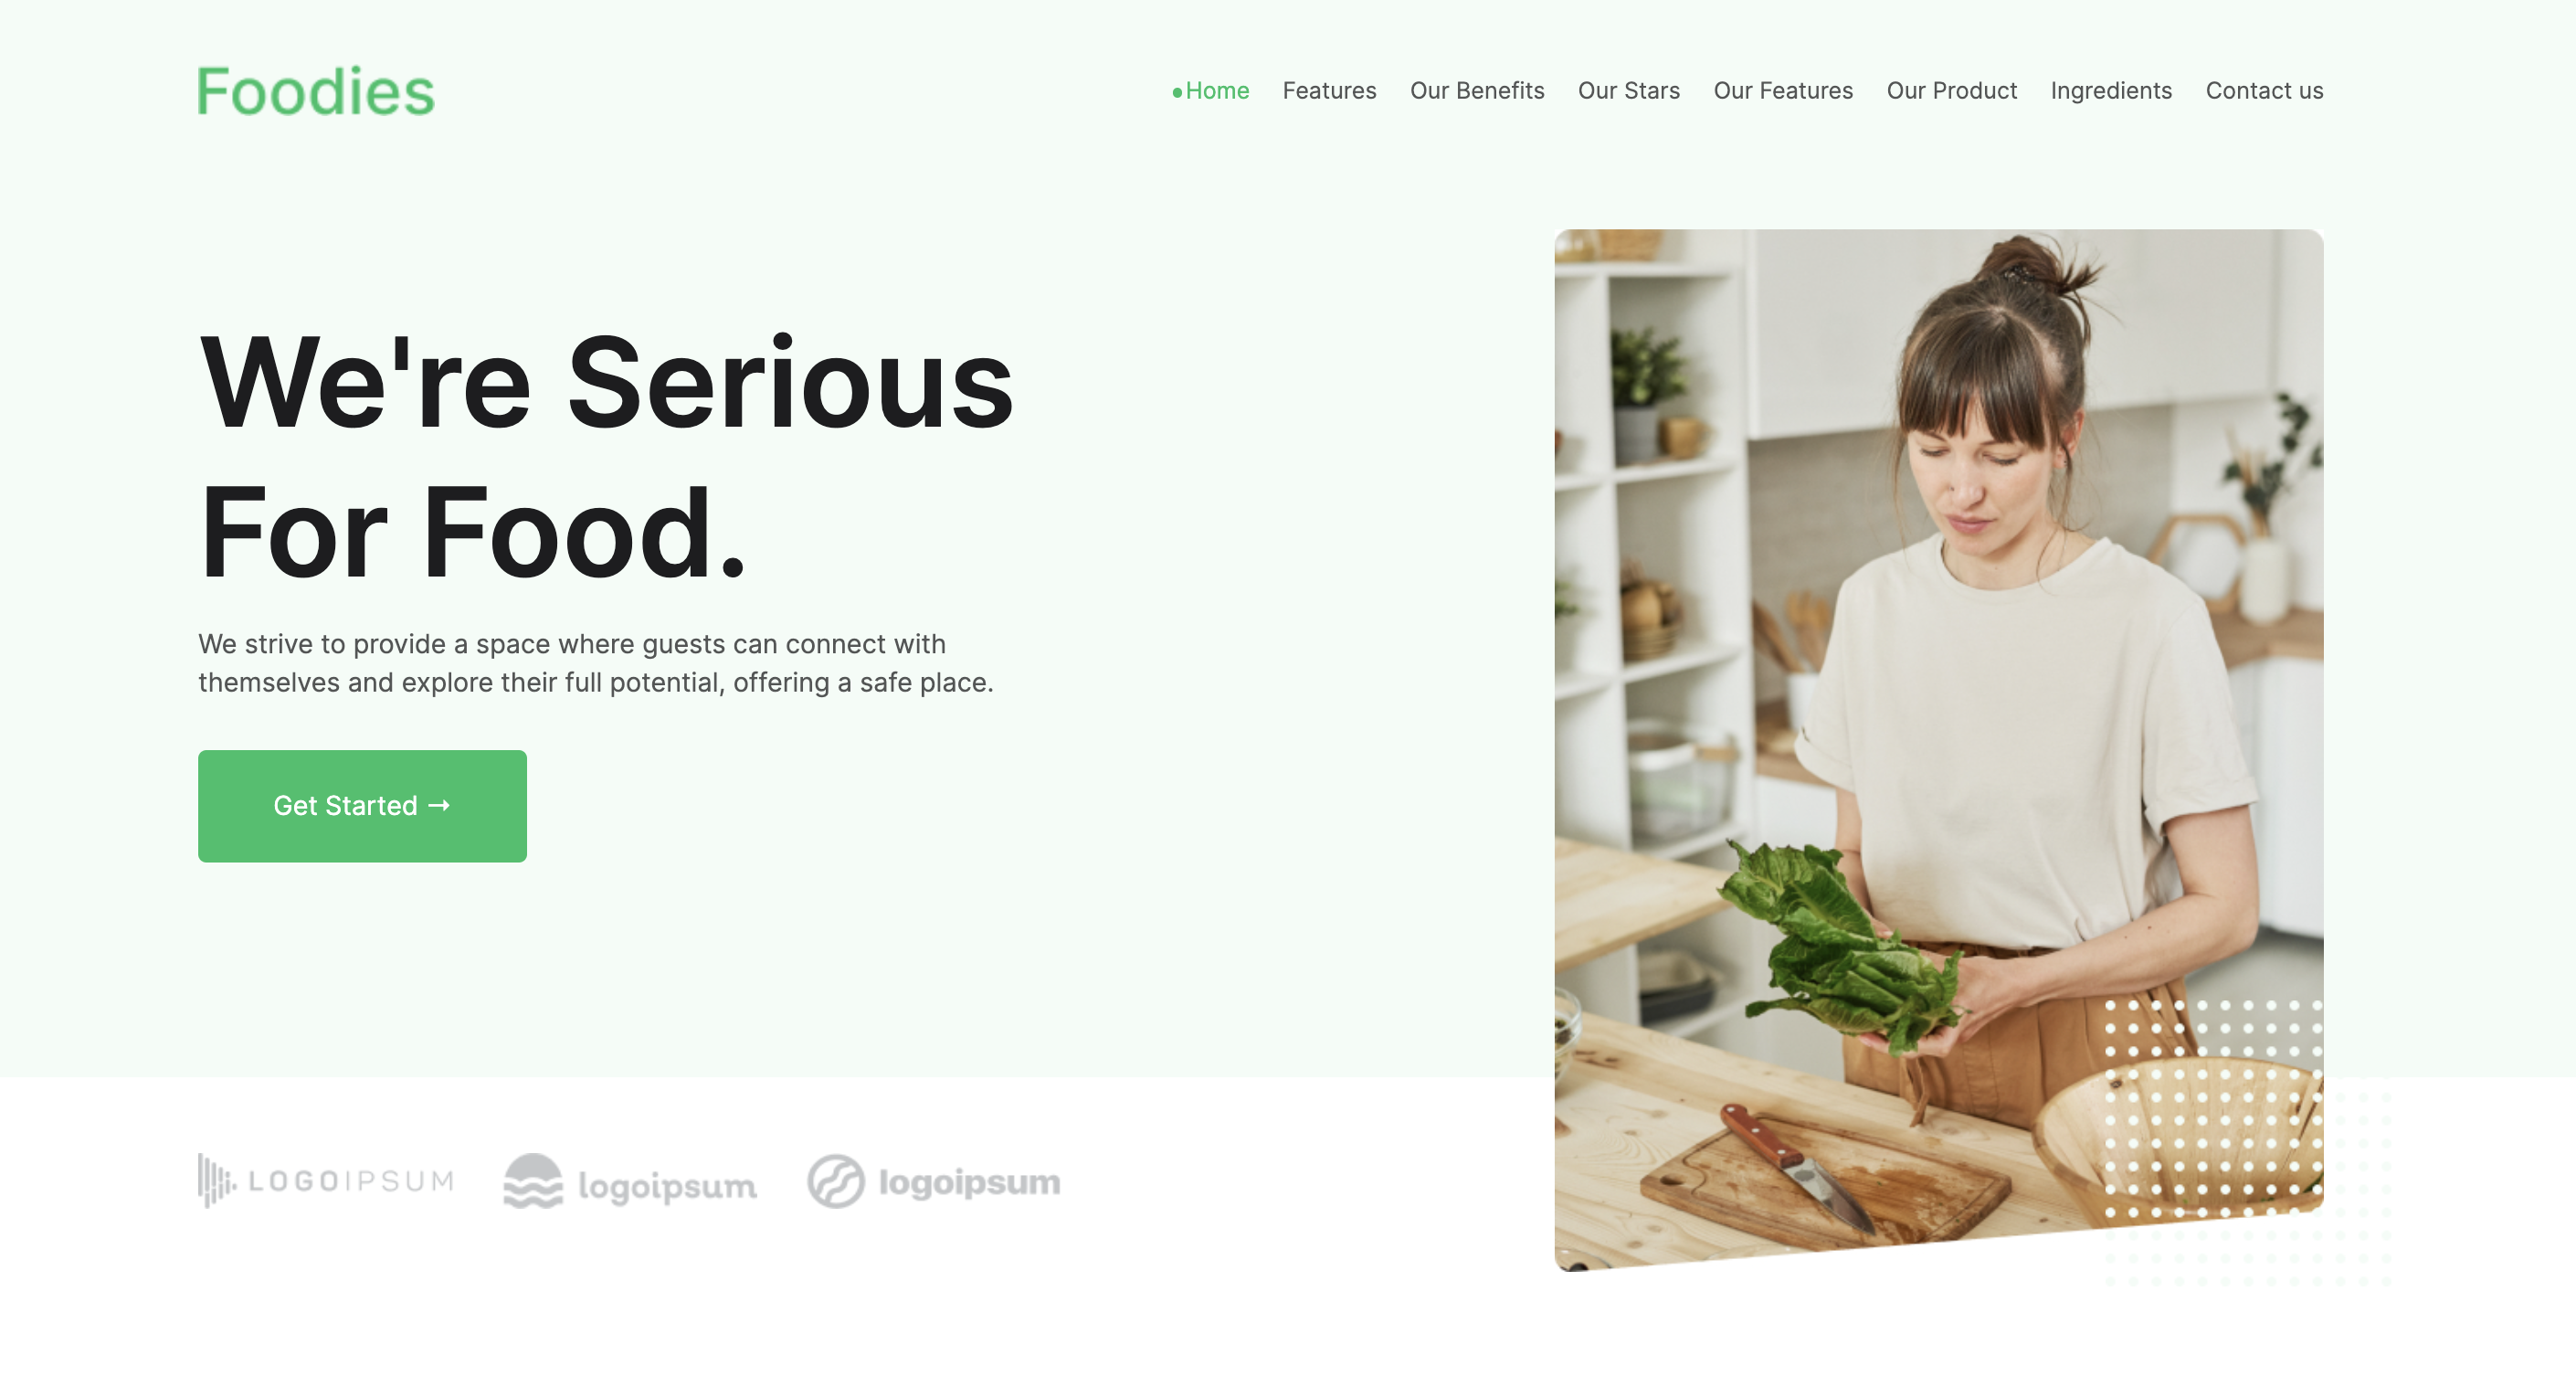 Foodies
Home Features Our Benefits Our Stars Our Features Our Product Ingredients Contact us
We're Serious
For Food.
We strive to provide a space where guests can connect with
themselves and explore their full potential, offering a safe place.
Get Started →
LOGOIPSUM logoipsum logoipsum